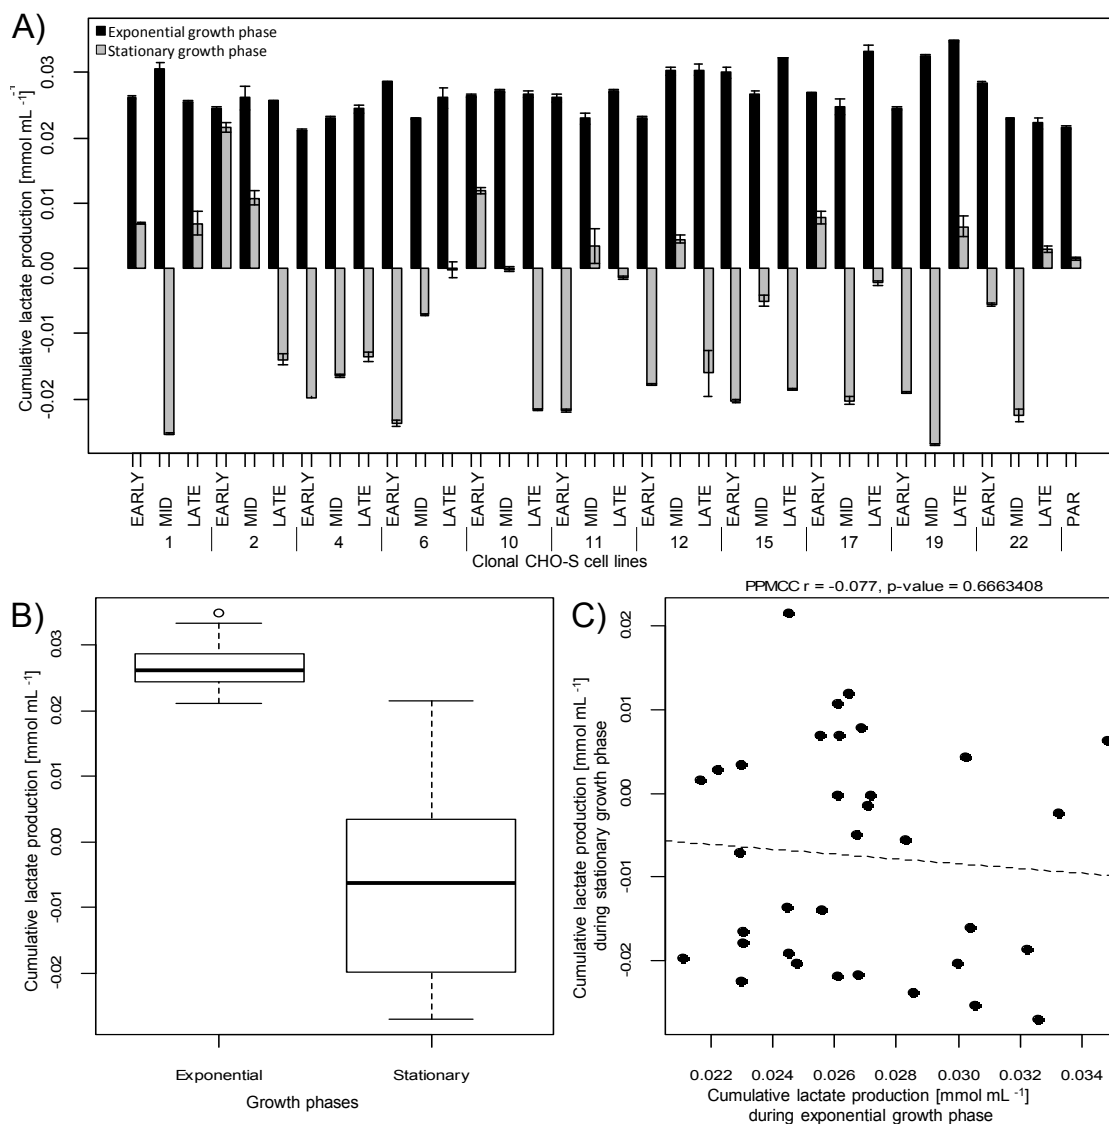 A)
Exponential growth phase
Stationary growth phase
Cumulative lactate production [mmol mL -1]
0.03
0.02
0.01
0.00
-0.01
-0.02
EARLY MID LATE EARLY MID LATE EARLY MID LATE EARLY MID LATE EARLY MID LATE EARLY MID LATE EARLY MID LATE EARLY MID LATE EARLY MID LATE EARLY MID LATE EARLY MID LATE PAR
1 2 4 6 10 11 12 15 17 19 22
Clonal CHO-S cell lines
B)
Cumulative lactate production [mmol mL -1]
0.03
0.02
0.00
-0.01
-0.02
Exponential Stationary
Growth phases
C)
PPMCC r = -0.077, p-value = 0.6663408
Cumulative lactate production [mmol mL -1]
during stationary growth phase
0.02
0.01
0.00
-0.01
-0.02
0.022 0.024 0.026 0.028 0.030 0.032 0.034
Cumulative lactate production [mmol mL -1]
during exponential growth phase